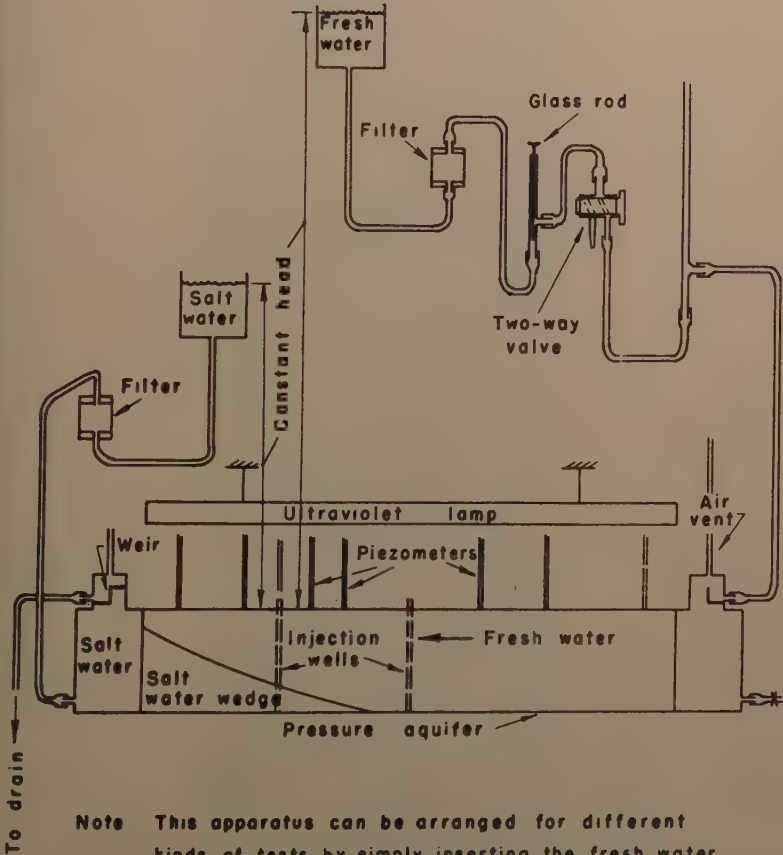 Fresh
water
Glass rod
Filter
Salt
water
Constant head
Two-way
valve
Filter
Ultraviolet lamp
Air
vent
Weir
Piezometers
Salt
water
Injection
wells
Fresh water
Salt
water wedge
Pressure aquifer
To drain
Note This apparatus can be arranged for different
kinds of tests by simply inserting the fresh water